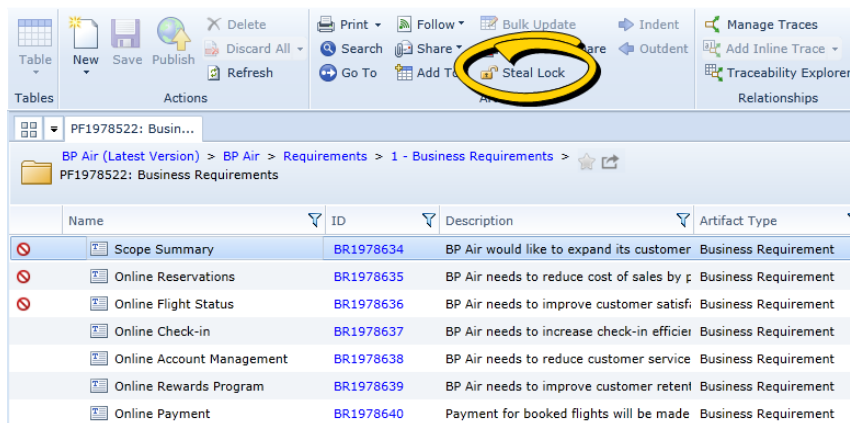 Delete Print Follow Bulk Update Indent Manage Traces
Table New Save Publish Discard All Search Share are Outdent Add Inline Trace
Refresh Go To Add T Steal Lock Traceability Explorer
Tables Actions Relationships
PF1978522: Busin...
BP Air (Latest Version) > BP Air > Requirements > 1 - Business Requirements >
PF1978522: Business Requirements
Name ID Description Artifact Type
Scope Summary BR1978634 BP Air would like to expand its customer Business Requirement
Online Reservations BR1978635 BP Air needs to reduce cost of sales by p Business Requirement
Online Flight Status BR1978636 BP Air needs to improve customer satisfa Business Requirement
Online Check-in BR1978637 BP Air needs to increase check-in efficien Business Requirement
Online Account Management BR1978638 BP Air needs to reduce customer service Business Requirement
Online Rewards Program BR1978639 BP Air needs to improve customer retent Business Requirement
Online Payment BR1978640 Payment for booked flights will be made Business Requirement